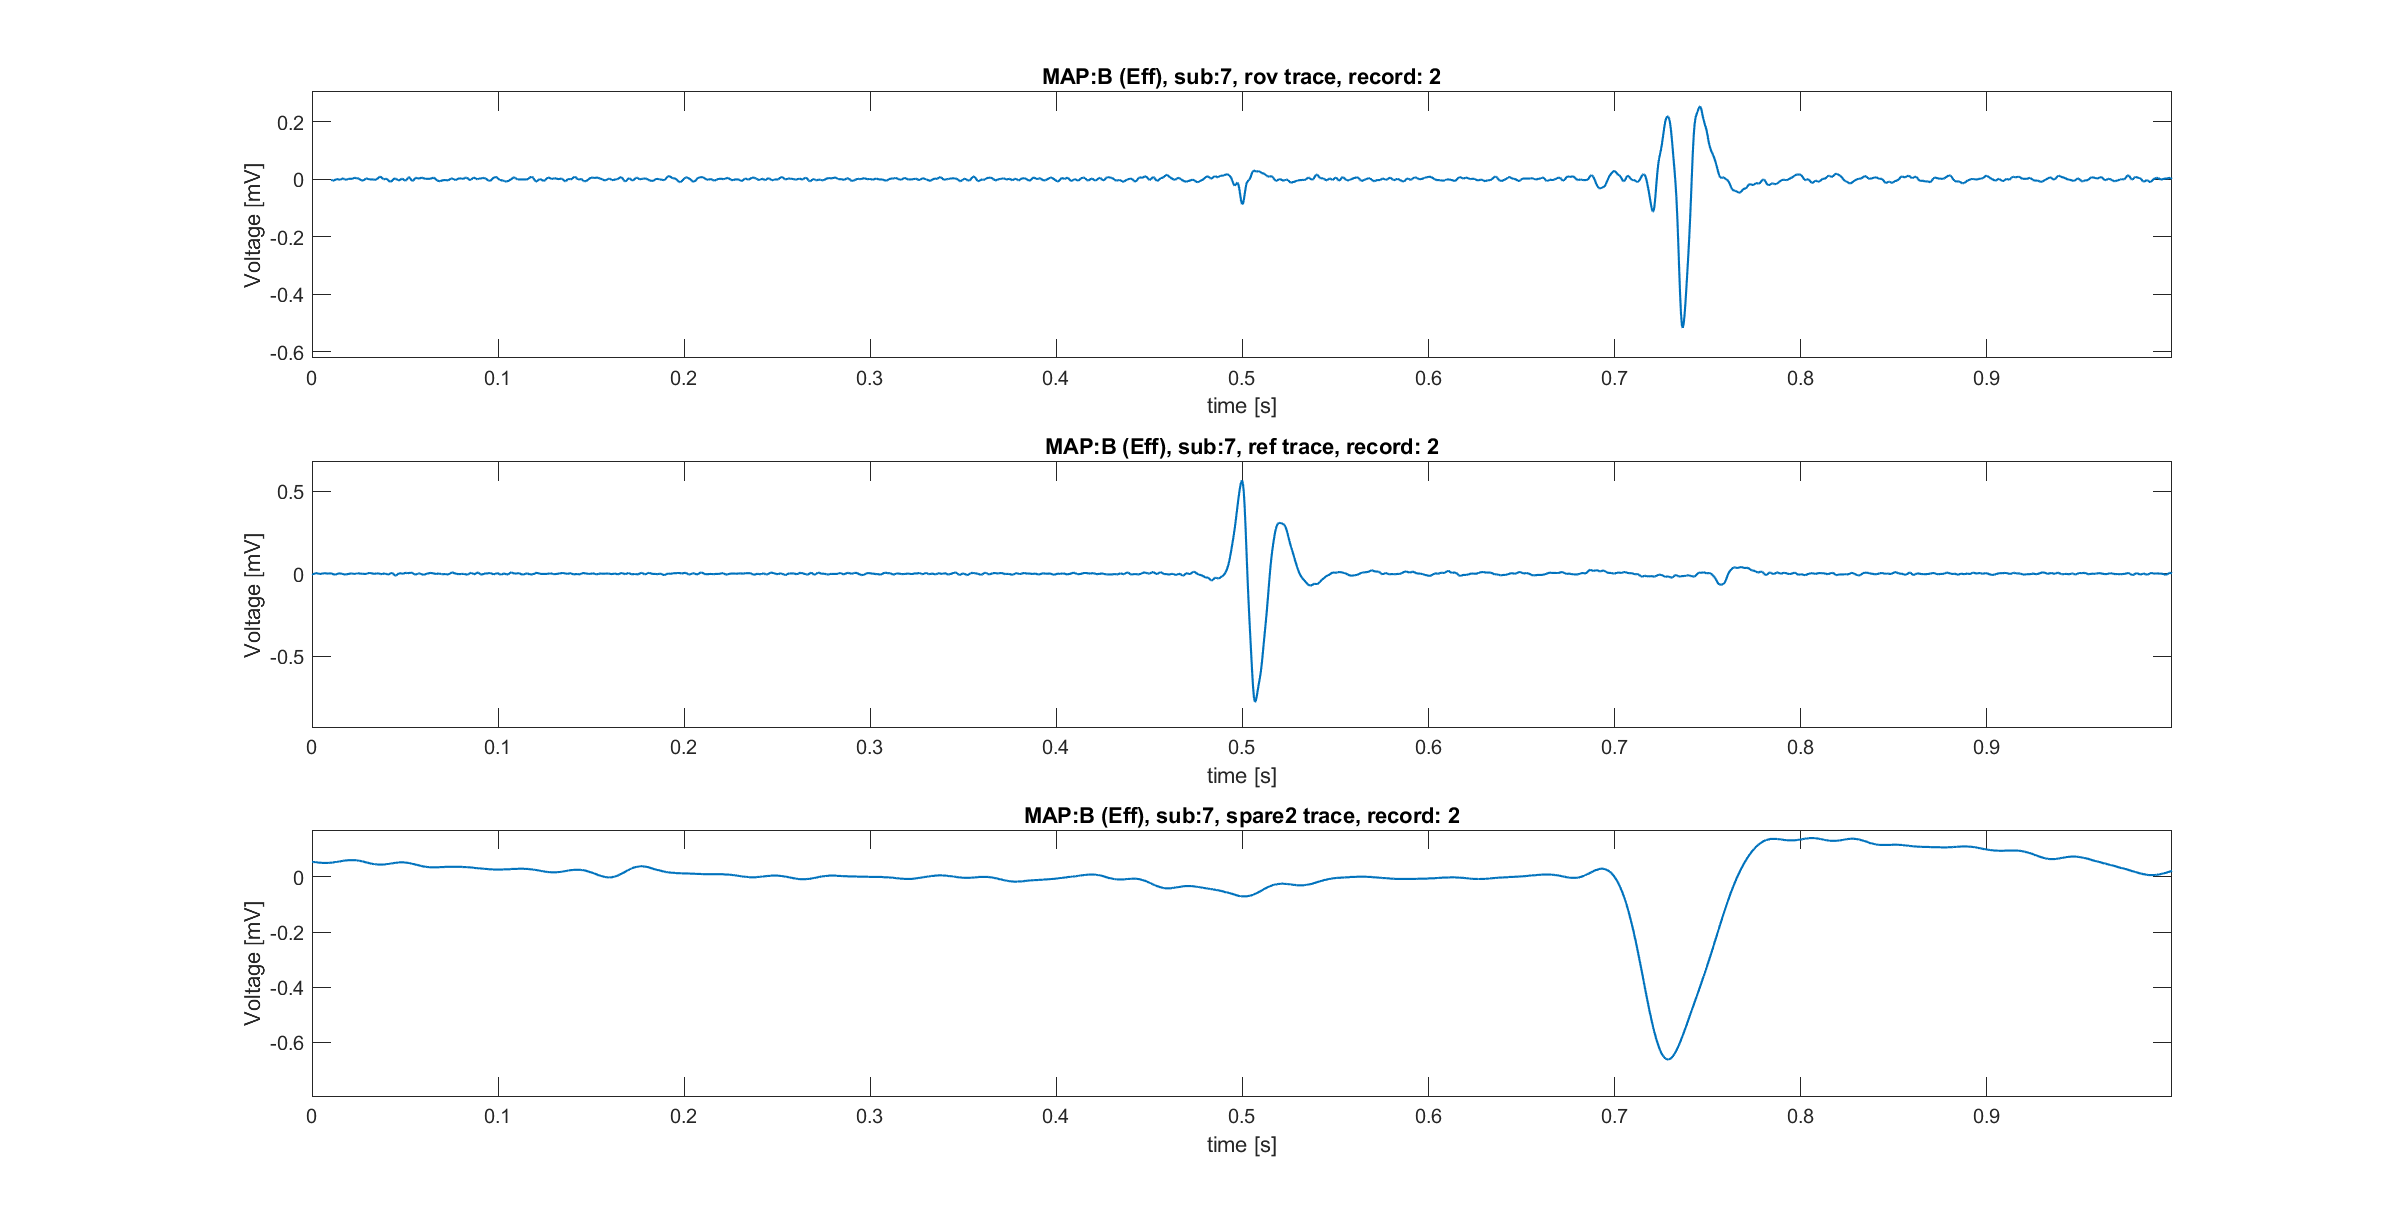 MAP:B (Eff), sub:7, rov trace, record: 2
Voltage [mV]
0.2
0
-0.2
-0.4
-0.6
0 0.1 0.2 0.3 0.4 0.5 0.6 0.7 0.8 0.9
time [s]
MAP:B (Eff), sub:7, ref trace, record: 2
Voltage [mV]
0.5
0
-0.5
0 0.1 0.2 0.3 0.4 0.5 0.6 0.7 0.8 0.9
time [s]
MAP:B (Eff), sub:7, spare2 trace, record: 2
Voltage [mV]
0
-0.2
-0.4
-0.6
0 0.1 0.2 0.3 0.4 0.5 0.6 0.7 0.8 0.9
time [s]